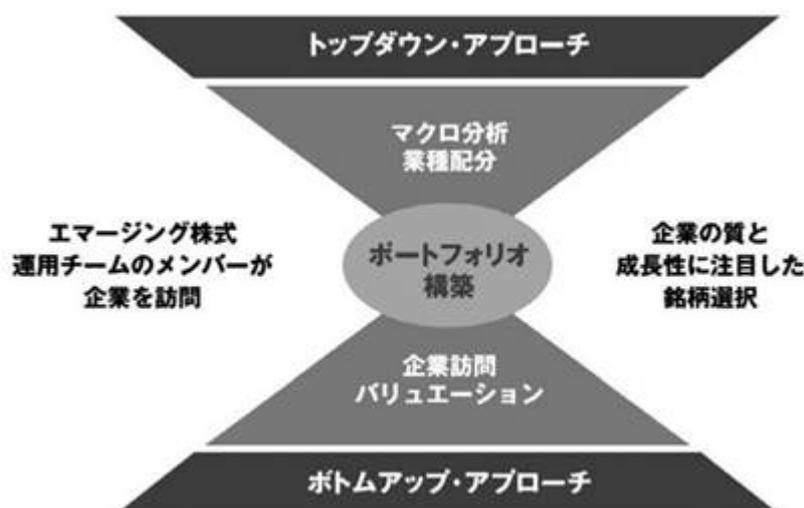 トップダウン・アプローチ
マクロ分析
業種配分
エマージング株式
運用チームのメンバーが
企業を訪問
ポートフォリオ
構築
企業の質と
成長性に注目した
銘柄選択
企業訪問
バリュエーション
ボトムアップ・アプローチ